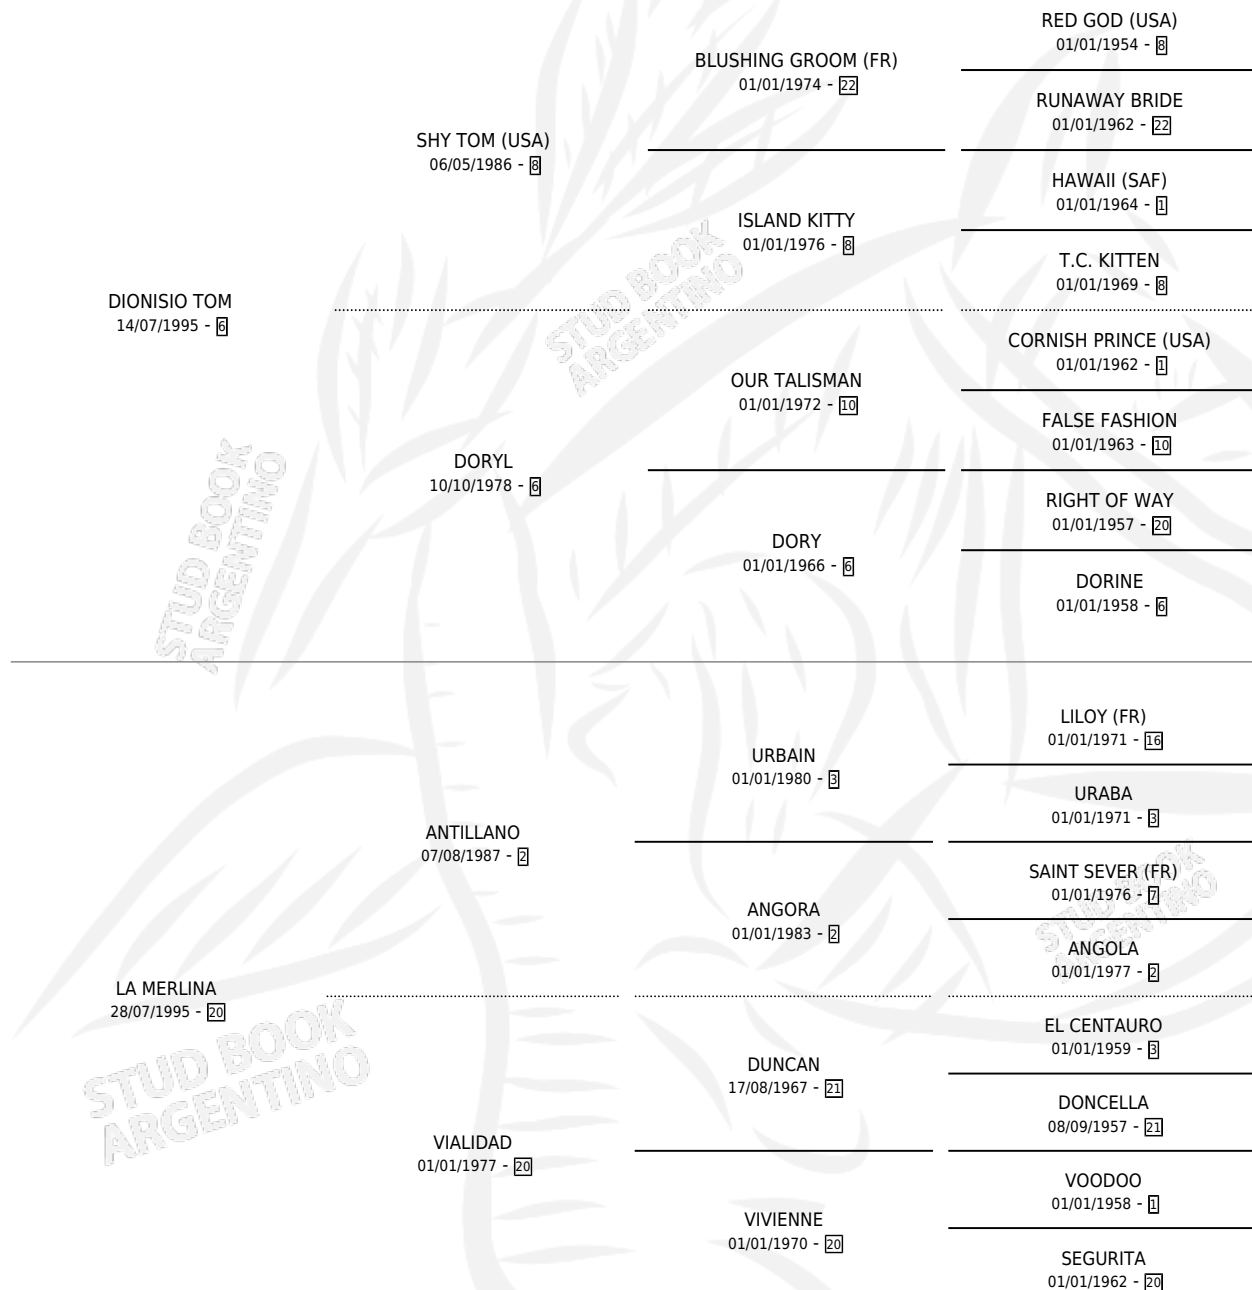 RED GOD (USA)
01/01/1954 - 8
BLUSHING GROOM (FR)
01/01/1974 - 22
RUNAWAY BRIDE
01/01/1962 - 22
SHY TOM (USA)
06/05/1986 - 8
HAWAII (SAF)
01/01/1964 - 1
ISLAND KITTY
01/01/1976 - 8
T.C. KITTEN
01/01/1969 - 8
DIONISIO TOM
14/07/1995 - 6
STUD BOOK
ARGENTINO
CORNISH PRINCE (USA)
01/01/1962 - 1
OUR TALISMAN
01/01/1972 - 10
FALSE FASHION
01/01/1963 - 10
DORYL
10/10/1978 - 6
RIGHT OF WAY
01/01/1957 - 20
DORY
01/01/1966 - 6
DORINE
01/01/1958 - 6
STUD BOOK
ARGENTINO
LILOY (FR)
01/01/1971 - 16
URBAIN
01/01/1980 - 3
URABA
01/01/1971 - 3
ANTILLANO
07/08/1987 - 2
SAINT SEVER (FR)
01/01/1976 - 7
ANGORA
01/01/1983 - 2
STUD BOOK
ARGENTINO
ANGOLA
01/01/1977 - 2
LA MERLINA
28/07/1995 - 20
EL CENTAURO
01/01/1959 - 3
DUNCAN
17/08/1967 - 21
DONCELLA
08/09/1957 - 21
STUD BOOK
ARGENTINO
VIALIDAD
01/01/1977 - 20
VOODOO
01/01/1958 - 1
VIVIENNE
01/01/1970 - 20
SEGURITA
01/01/1962 - 20